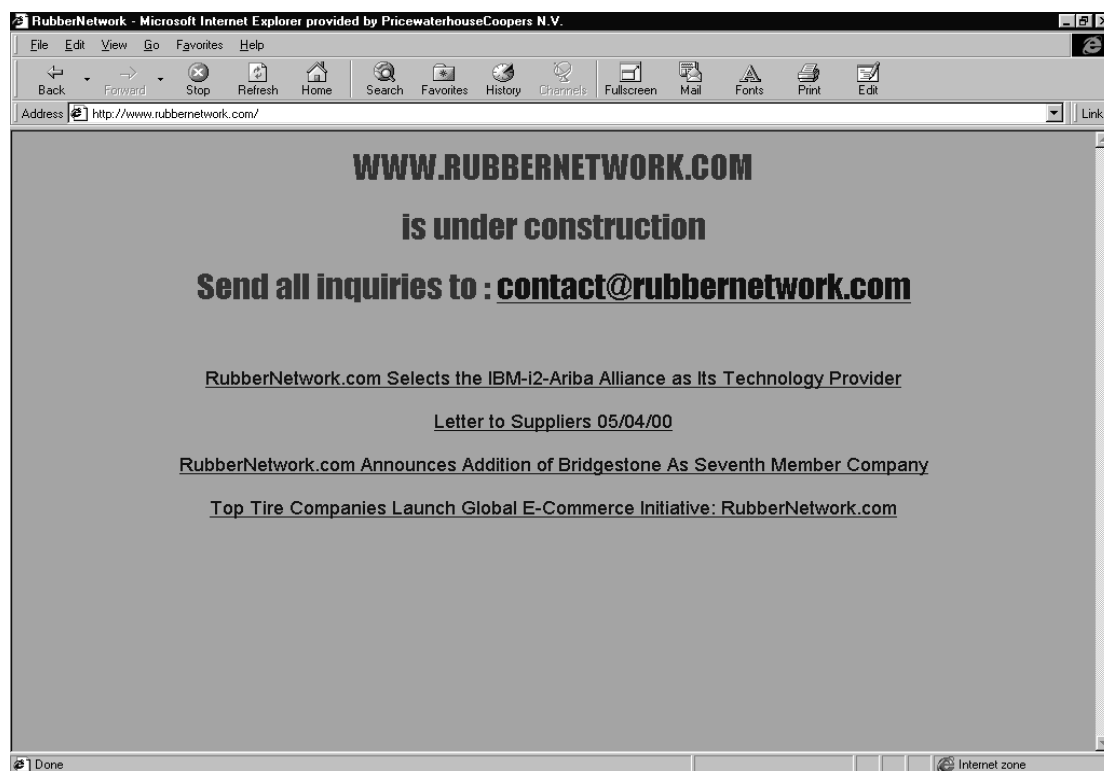 RubberNetwork - Microsoft Internet Explorer provided by PricewaterhouseCoopers N.V.
File Edit View Go Favorites Help
Back Forward Stop Refresh Home Search Favorites History Channels Fullscreen Mail Fonts Print Edit
Address http://www.rubbernetwork.com/ Link
WWW.RUBBERNETWORK.COM
is under construction
Send all inquiries to : contact@rubbernetwork.com
RubberNetwork.com Selects the IBM-i2-Ariba Alliance as Its Technology Provider
Letter to Suppliers 05/04/00
RubberNetwork.com Announces Addition of Bridgestone As Seventh Member Company
Top Tire Companies Launch Global E-Commerce Initiative: RubberNetwork.com
Done Internet zone